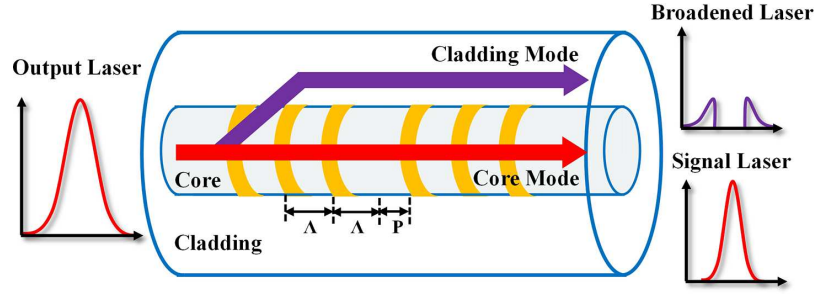 Broadened Laser
Cladding Mode
Output Laser
Signal Laser
Core
Core Mode
Λ
Λ
P
Cladding